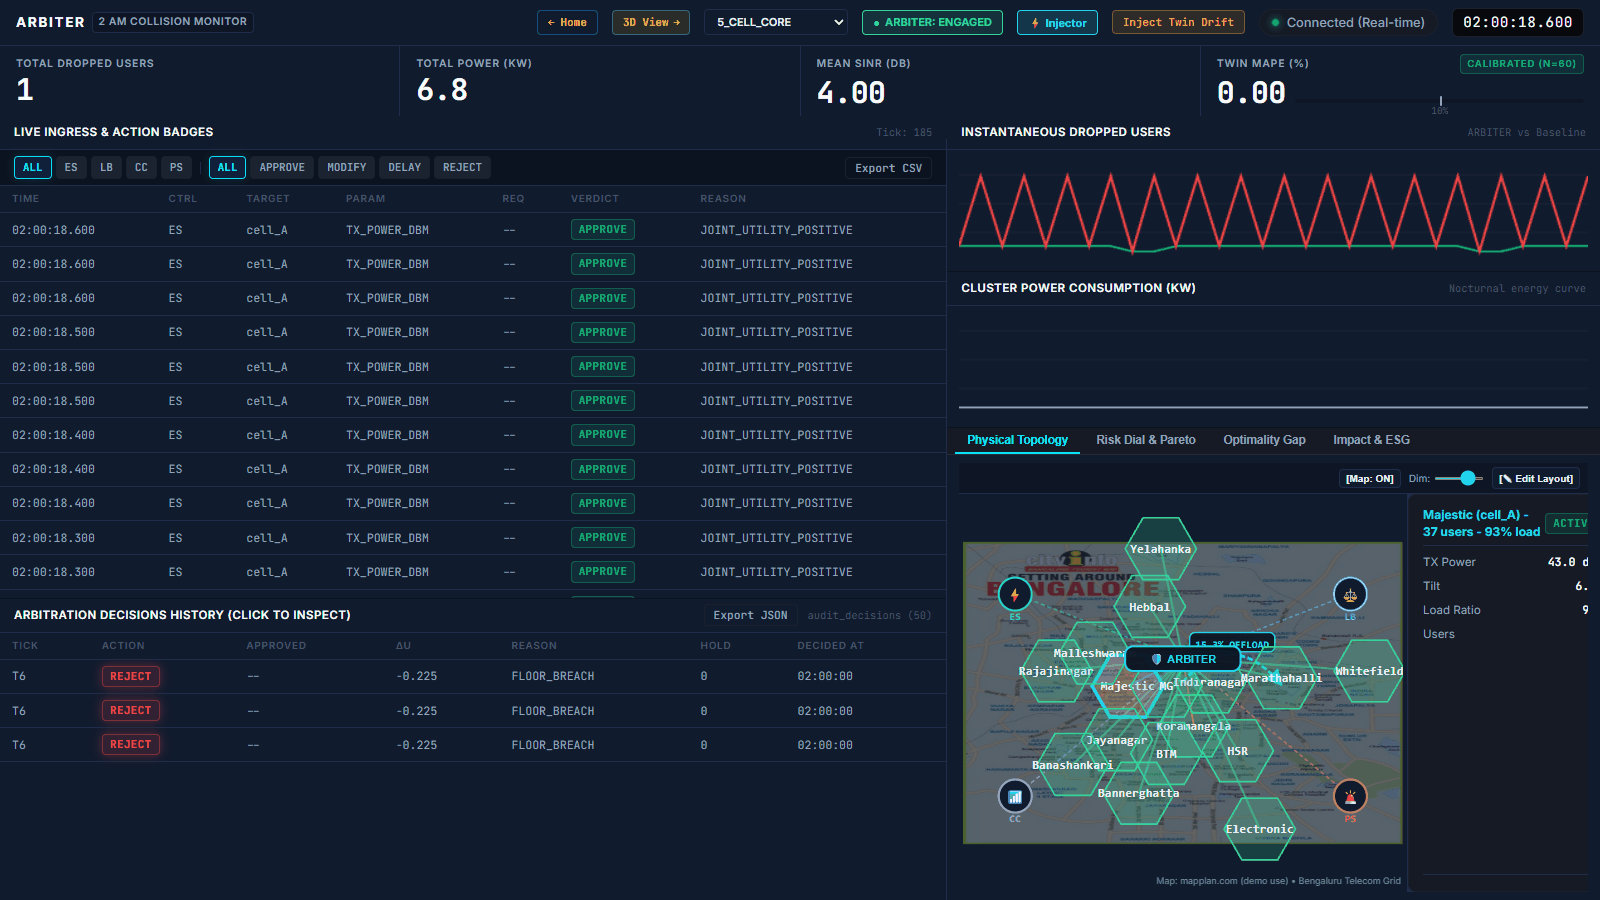 ARBITER 2 AM COLLISION MONITOR ← Home 3D View → 5_CELL_CORE ● ARBITER: ENGAGED Injector Inject Twin Drift Connected (Real-time) 02:00:18.600
TOTAL DROPPED USERS TOTAL POWER (KW) MEAN SINR (DB) TWIN MAPE (%) CALIBRATED (N=60)
1 6.8 4.00 0.00
10%
LIVE INGRESS & ACTION BADGES Tick: 185
ALL ES LB CC PS | ALL APPROVE MODIFY DELAY REJECT Export CSV
TIME CTRL TARGET PARAM REQ VERDICT REASON
02:00:18.600 ES cell_A TX_POWER_DBM -- APPROVE JOINT_UTILITY_POSITIVE
02:00:18.600 ES cell_A TX_POWER_DBM -- APPROVE JOINT_UTILITY_POSITIVE
02:00:18.600 ES cell_A TX_POWER_DBM -- APPROVE JOINT_UTILITY_POSITIVE
02:00:18.500 ES cell_A TX_POWER_DBM -- APPROVE JOINT_UTILITY_POSITIVE
02:00:18.500 ES cell_A TX_POWER_DBM -- APPROVE JOINT_UTILITY_POSITIVE
02:00:18.500 ES cell_A TX_POWER_DBM -- APPROVE JOINT_UTILITY_POSITIVE
02:00:18.400 ES cell_A TX_POWER_DBM -- APPROVE JOINT_UTILITY_POSITIVE
02:00:18.400 ES cell_A TX_POWER_DBM -- APPROVE JOINT_UTILITY_POSITIVE
02:00:18.400 ES cell_A TX_POWER_DBM -- APPROVE JOINT_UTILITY_POSITIVE
02:00:18.300 ES cell_A TX_POWER_DBM -- APPROVE JOINT_UTILITY_POSITIVE
02:00:18.300 ES cell_A TX_POWER_DBM -- APPROVE JOINT_UTILITY_POSITIVE
ARBITRATION DECISIONS HISTORY (CLICK TO INSPECT) Export JSON audit_decisions (50)
TICK ACTION APPROVED ΔU REASON HOLD DECIDED AT
T6 REJECT -- -0.225 FLOOR_BREACH 0 02:00:00
T6 REJECT -- -0.225 FLOOR_BREACH 0 02:00:00
T6 REJECT -- -0.225 FLOOR_BREACH 0 02:00:00
INSTANTANEOUS DROPPED USERS ARBITER vs Baseline
CLUSTER POWER CONSUMPTION (KW) Nocturnal energy curve
Physical Topology Risk Dial & Pareto Optimality Gap Impact & ESG
[Map: ON] Dim: [✎ Edit Layout]
Yelahanka
GETTING AROUND
BANGALORE
Hebbal
ES LB
15.3% OFFLOAD
Malleshwar ARBITER
Rajajinagar Whitefield
Majestic MG Indiranagar Marathahalli
Koramangala
Jayanagar
BTM HSR
Banashankari
Bannerghatta
CC PS
Electronic
Map: mapplan.com (demo use) • Bengaluru Telecom Grid
Majestic (cell_A) -
37 users - 93% load ACTIV
TX Power 43.0 d
Tilt 6.
Load Ratio 9
Users